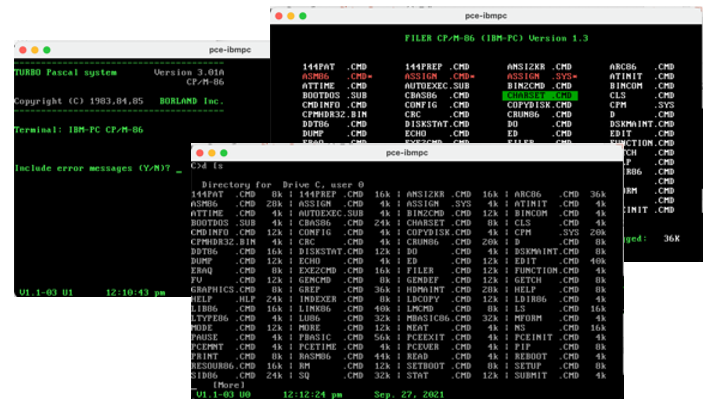 pce-ibmpc
FILER CP/M-86 (IBM-PC) Version 1.3
144PAT .CMD 144PREP .CMD ANSI2KR .CMD ARC86 .CMD
ASM86 .CMD* ASSIGN .CMD* ASSIGN .SYS* ATINIT .CMD
ATTIME .CMD AUTOEXEC.SUB BIN2CMD .CMD BINCOM .CMD
BOOTDOS .SUB CBAS86 .CMD CHARSET .CMD CLS .CMD
CMDINFO .CMD CONFIG .CMD COPYDISK.CMD CPM .SYS
CPMHDR32.BIN CRC .CMD CRUN86 .CMD D .CMD
DDT86 .CMD DISKSTAT.CMD DO .CMD DSKMAINT.CMD
DUMP .CMD ECHO .CMD ED .CMD EDIT .CMD
FUNCTION.CMD
36K
pce-ibmpc
TURBO Pascal system Version 3.01A
CP/M-86
Copyright (C) 1983,84,85 BORLAND Inc.
Terminal: IBM-PC CP/M-86
Include error messages (Y/N)? _
V1.1-03 U1 12:10:43 pm
pce-ibmpc
C>d [s
Directory for Drive C, user 0
144PAT .CMD 8k | 144PREP .CMD 16k | ANSI2KR .CMD 16k | ARC86 .CMD 36k
ASM86 .CMD 28k | ASSIGN .CMD 4k | ASSIGN .SYS 4k | ATINIT .CMD 4k
ATTIME .CMD 4k | AUTOEXEC.SUB 4k | BIN2CMD .CMD 12k | BINCOM .CMD 4k
BOOTDOS .SUB 4k | CBAS86 .CMD 24k | CHARSET .CMD 8k | CLS .CMD 4k
CMDINFO .CMD 12k | CONFIG .CMD 4k | COPYDISK.CMD 4k | CPM .SYS 20k
CPMHDR32.BIN 4k | CRC .CMD 4k | CRUN86 .CMD 20k | D .CMD 8k
DDT86 .CMD 16k | DISKSTAT.CMD 12k | DO .CMD 4k | DSKMAINT.CMD 8k
DUMP .CMD 12k | ECHO .CMD 4k | ED .CMD 12k | EDIT .CMD 40k
ERAQ .CMD 8k | EXE2CMD .CMD 16k | FILER .CMD 12k | FUNCTION.CMD 4k
FV .CMD 12k | GENCMD .CMD 8k | GENDEF .CMD 12k | GETCH .CMD 8k
GRAPHICS.CMD 8k | GREP .CMD 36k | HDMAINT .CMD 28k | HELP .CMD 8k
HELP .HLP 24k | INDEXER .CMD 8k | LDCOPY .CMD 12k | LDIR86 .CMD 4k
LIB86 .CMD 16k | LINK86 .CMD 40k | LMCMD .CMD 8k | LS .CMD 16k
LTYPE86 .CMD 4k | LU86 .CMD 32k | MBASIC86.CMD 32k | MFORM .CMD 4k
MODE .CMD 12k | MORE .CMD 12k | NEAT .CMD 4k | NS .CMD 16k
PAUSE .CMD 4k | PBASIC .CMD 56k | PCEEXIT .CMD 4k | PCEINIT .CMD 4k
PCEMNT .CMD 4k | PCETIME .CMD 4k | PCEVER .CMD 4k | PIP .CMD 8k
PRINT .CMD 8k | RASM86 .CMD 44k | READ .CMD 4k | REBOOT .CMD 4k
RESOUR86.CMD 16k | RM .CMD 12k | SETBOOT .CMD 8k | SETUP .CMD 8k
SID86 .CMD 24k | SQ .CMD 32k | STAT .CMD 12k | SUBMIT .CMD 4k
[More]
V1.1-03 U0 12:12:24 pm Sep. 27, 2021